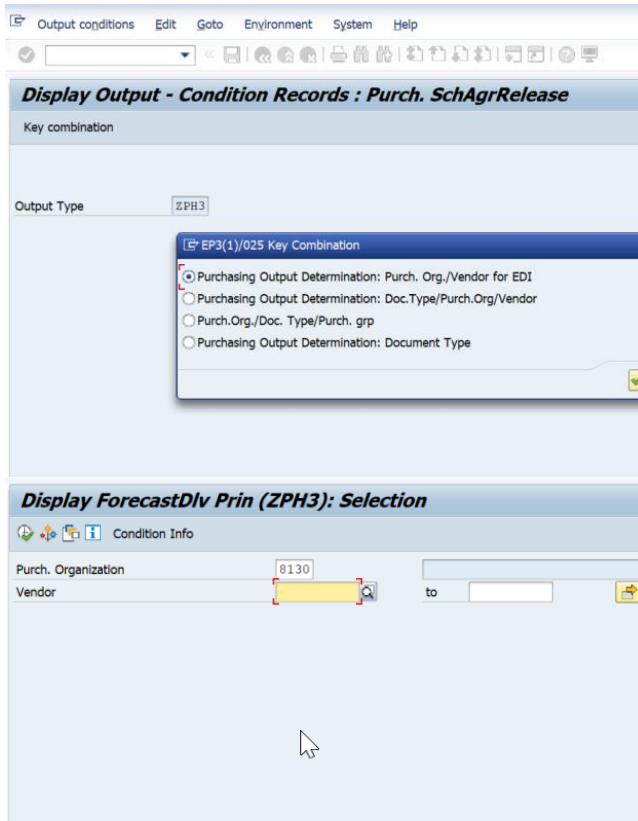 Output conditions Edit Goto Environment System Help
Display Output - Condition Records : Purch. SchAgrRelease
Key combination
Output Type ZPH3
EP3(1)/025 Key Combination
Purchasing Output Determination: Purch. Org./Vendor for EDI
Purchasing Output Determination: Doc.Type/Purch.Org/Vendor
Purch.Org./Doc. Type/Purch. grp
Purchasing Output Determination: Document Type
Display ForecastDlv Prin (ZPH3): Selection
Condition Info
Purch. Organization 8130
Vendor to